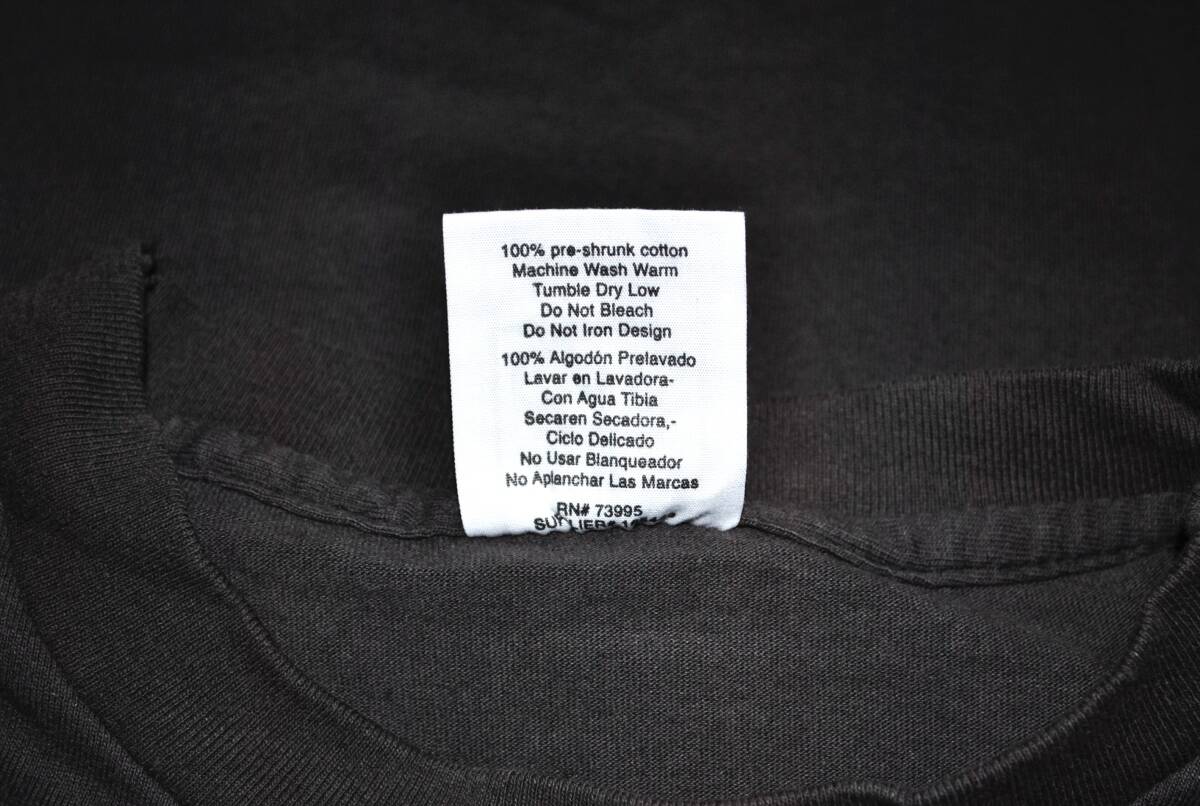 100% pre-shrunk cotton
Machine Wash Warm
Tumble Dry Low
Do Not Bleach
Do Not Iron Design
100% Algodón Prelavado
Lavar en Lavadora-
Con Agua Tibia
Secaren Secadora,-
Ciclo Delicado
No Usar Blanqueador
No Aplanchar Las Marcas
RN# 73995